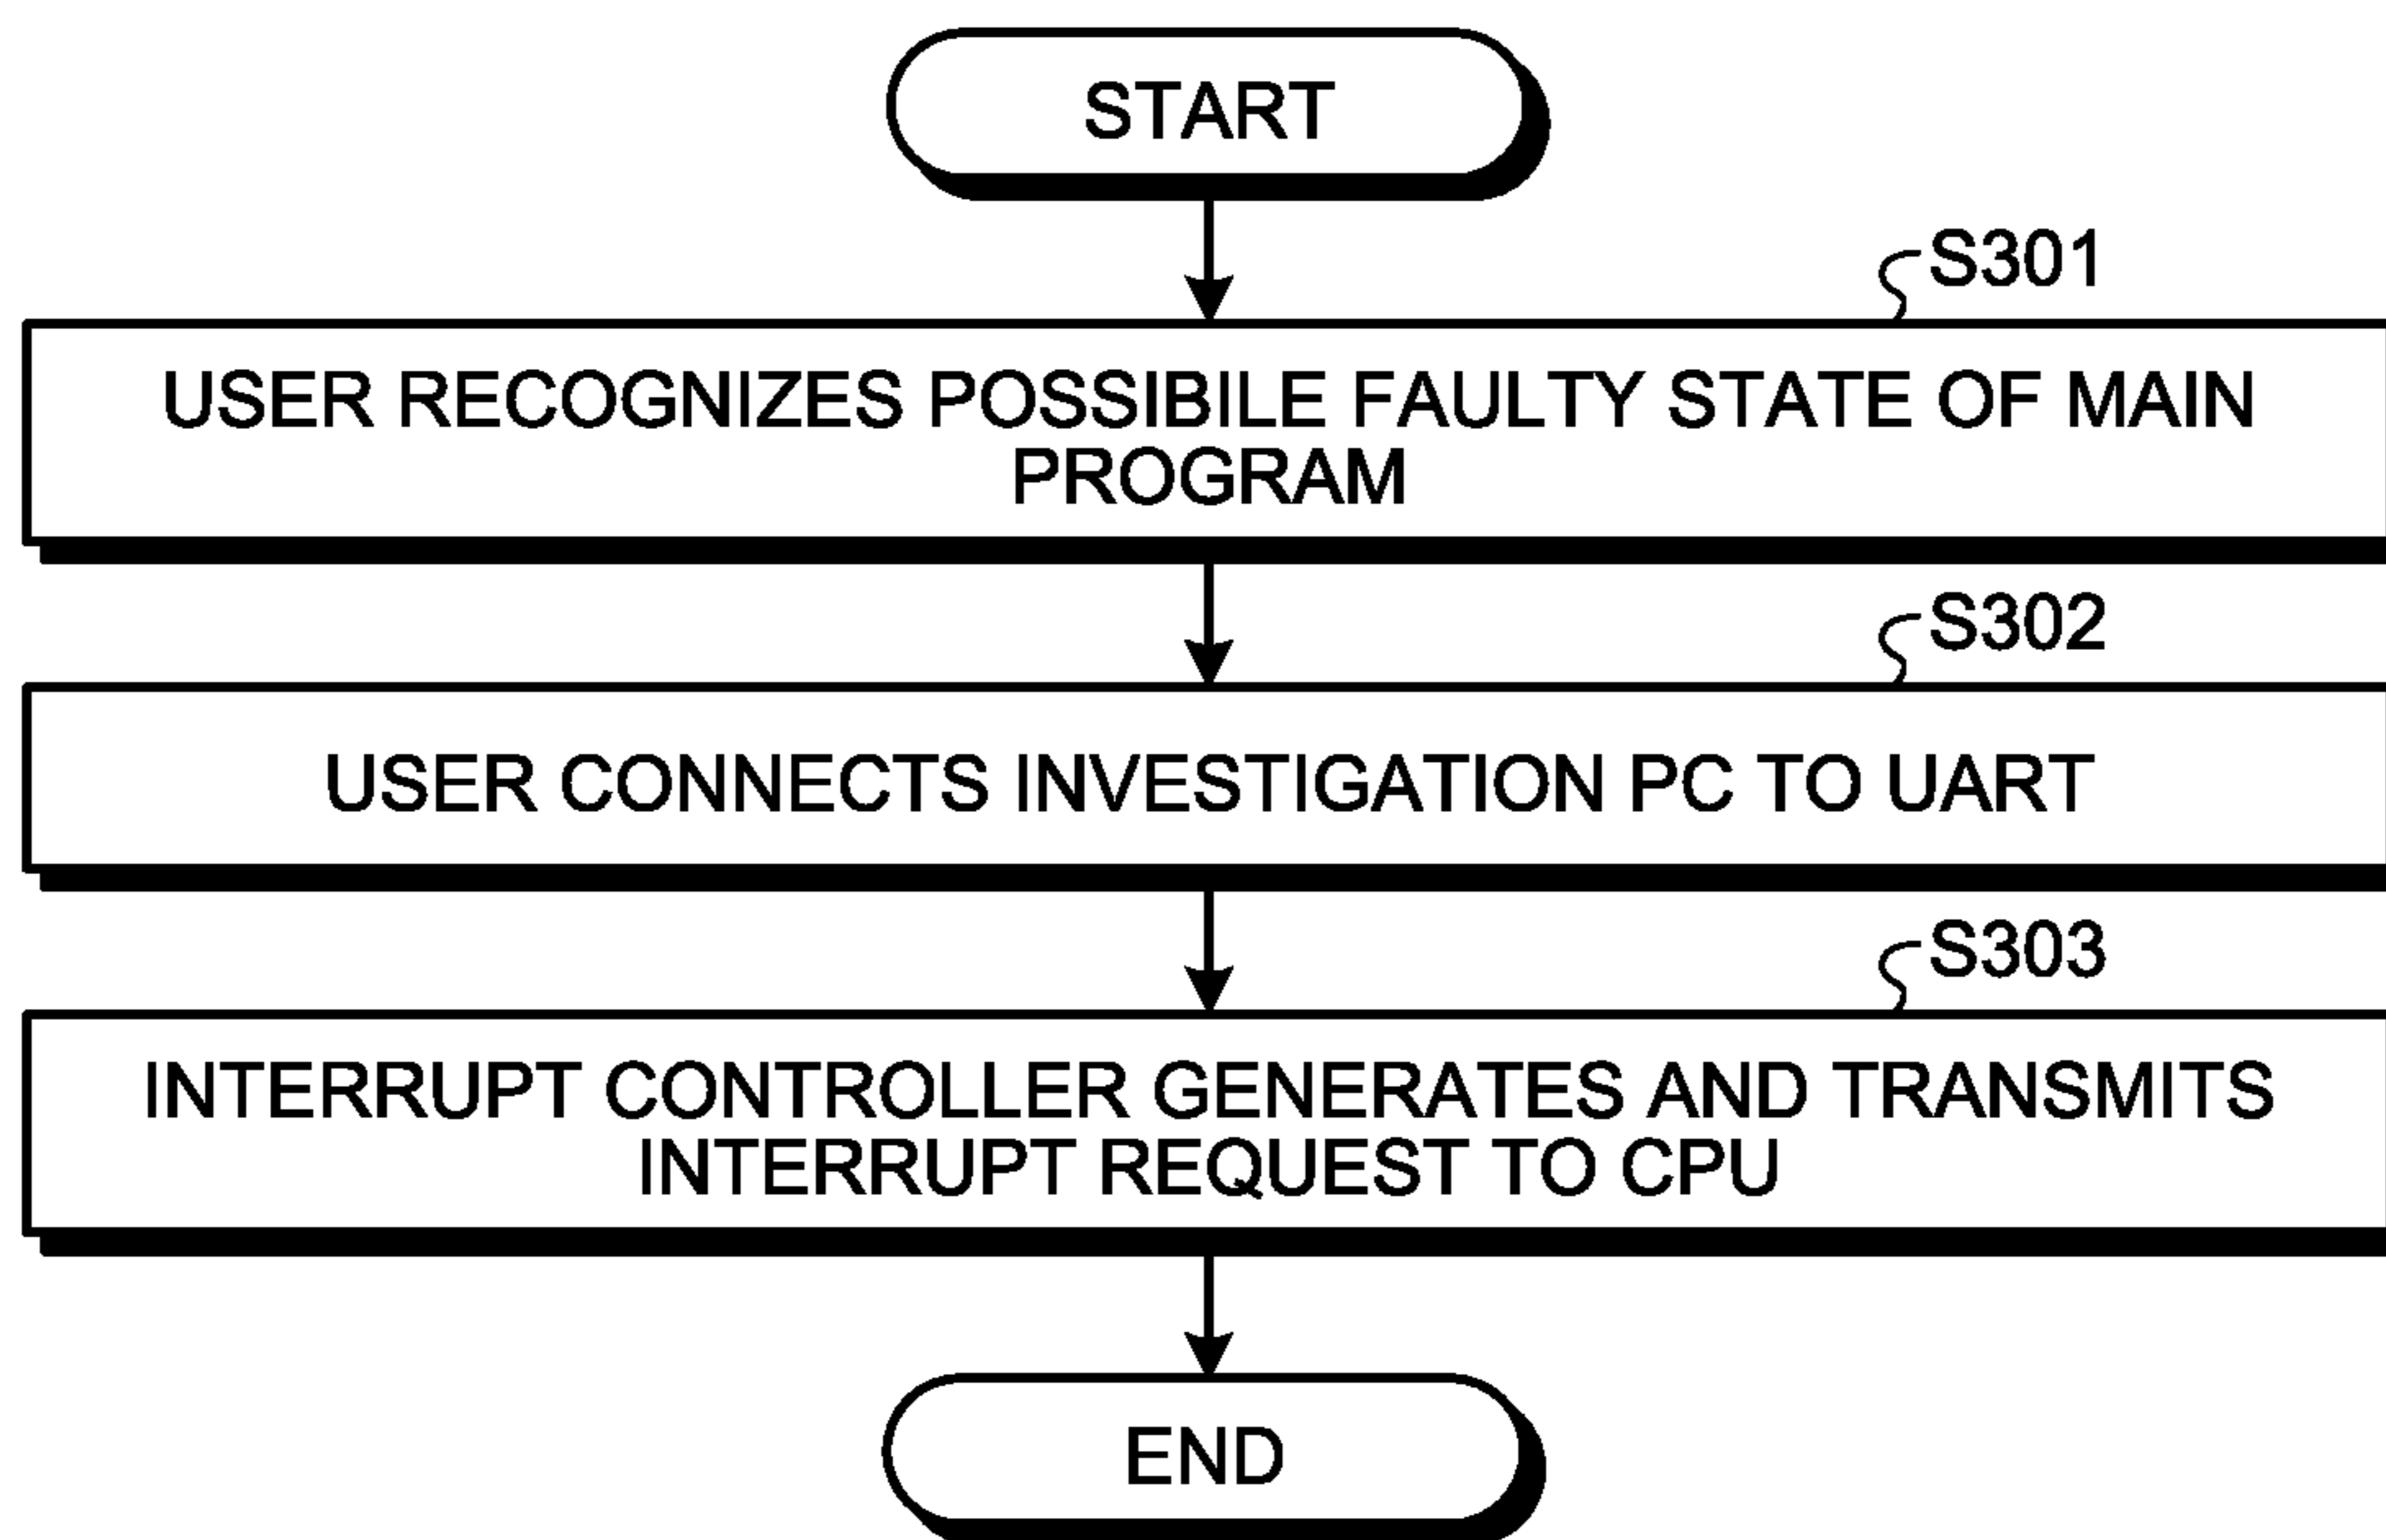 START
S301
USER RECOGNIZES POSSIBILE FAULTY STATE OF MAIN
PROGRAM
S302
USER CONNECTS INVESTIGATION PC TO UART
S303
INTERRUPT CONTROLLER GENERATES AND TRANSMITS
INTERRUPT REQUEST TO CPU
END